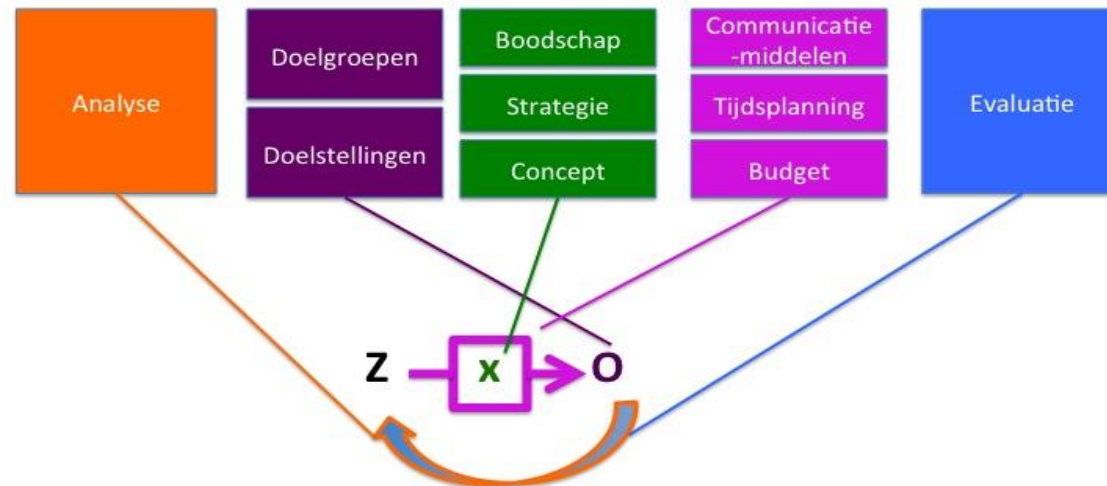 Analyse
Doelgroepen
Doelstellingen
Boodschap
Strategie
Concept
Communicatie
-middelen
Tijdsplanning
Budget
Evaluatie
Z x O